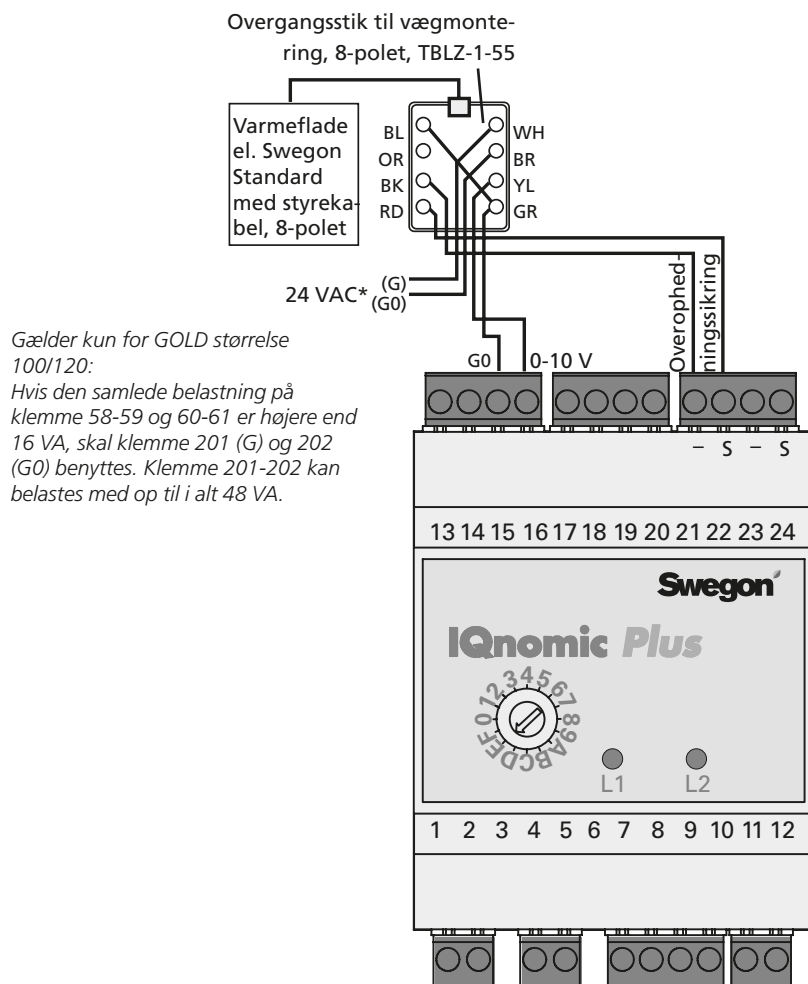 Overgangsstik til vægmonte-
ring, 8-polet, TBLZ-1-55
Varmeflade
el. Swegon
Standard
med styreka-
bel, 8-polet
BL
OR
BK
RD
WH
BR
YL
GR
24 VAC*
(G)
(G0)
Overophed-
ningssikring
G0
0-10 V
Gælder kun for GOLD størrelse
100/120:
Hvis den samlede belastning på
klemme 58-59 og 60-61 er højere end
16 VA, skal klemme 201 (G) og 202
(G0) benyttes. Klemme 201-202 kan
belastes med op til i alt 48 VA.
– S – S
13 14 15 16 17 18 19 20 21 22 23 24
Swegon
IQnomic Plus
0 1 2 3 4 5 6 7 8 9 A B C D E F
L1 L2
1 2 3 4 5 6 7 8 9 10 11 12